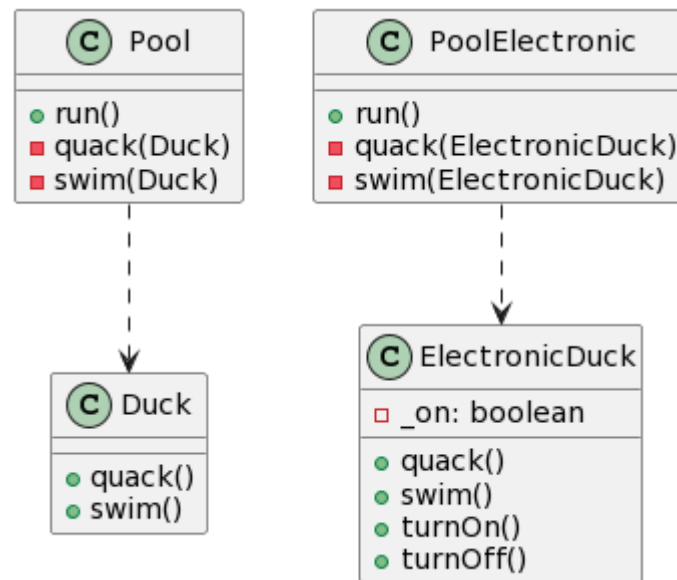 C Pool
run()
quack(Duck)
swim(Duck)
C PoolElectronic
run()
quack(ElectronicDuck)
swim(ElectronicDuck)
C Duck
quack()
swim()
C ElectronicDuck
_on: boolean
quack()
swim()
turnOn()
turnOff()